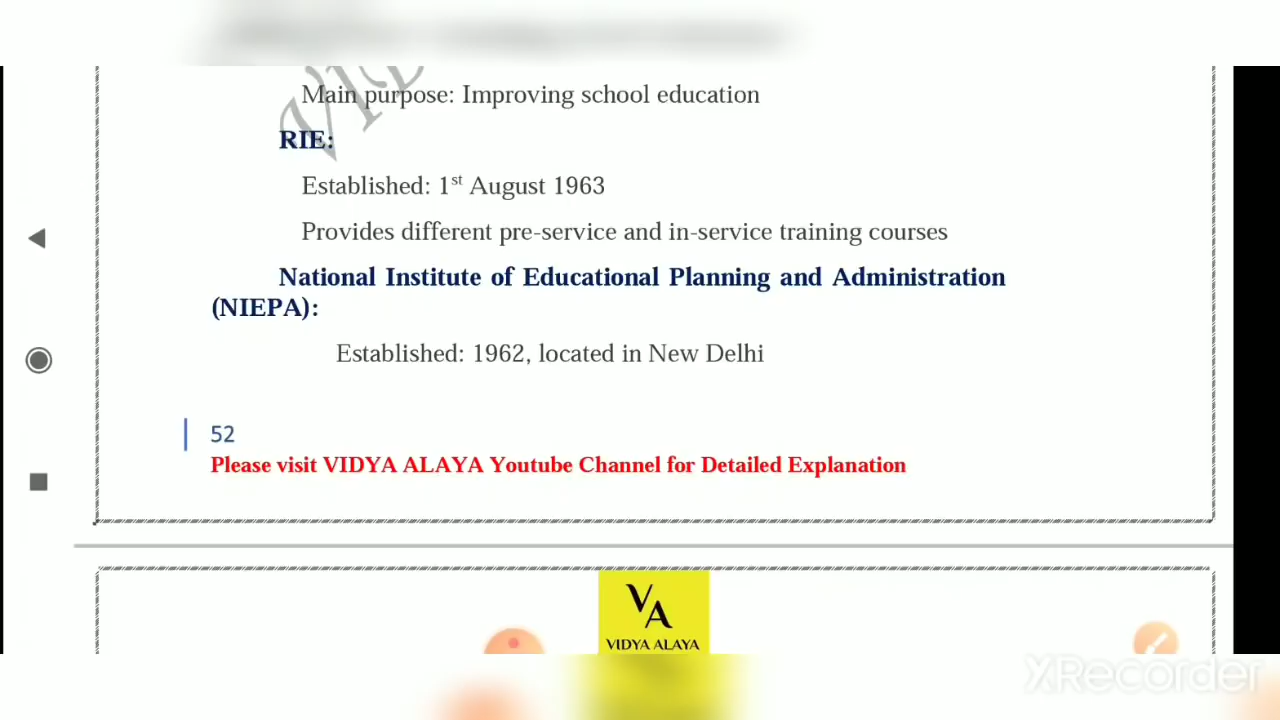 Main purpose: Improving school education
RIE:
Established: 1st August 1963
Provides different pre-service and in-service training courses
National Institute of Educational Planning and Administration
(NIEPA):
Established: 1962, located in New Delhi
52
Please visit VIDYA ALAYA Youtube Channel for Detailed Explanation
VA
VIDYA ALAYA
XRecorder